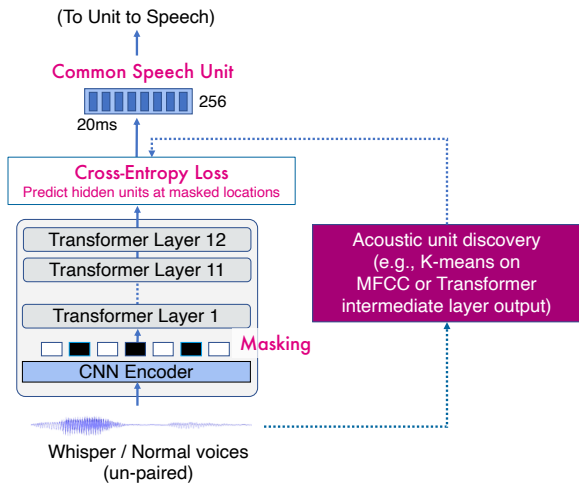 (To Unit to Speech)
Common Speech Unit
256
20ms
Cross-Entropy Loss
Predict hidden units at masked locations
Transformer Layer 12
Transformer Layer 11
Transformer Layer 1
Masking
CNN Encoder
Whisper / Normal voices
(un-paired)
Acoustic unit discovery
(e.g., K-means on
MFCC or Transformer
intermediate layer output)